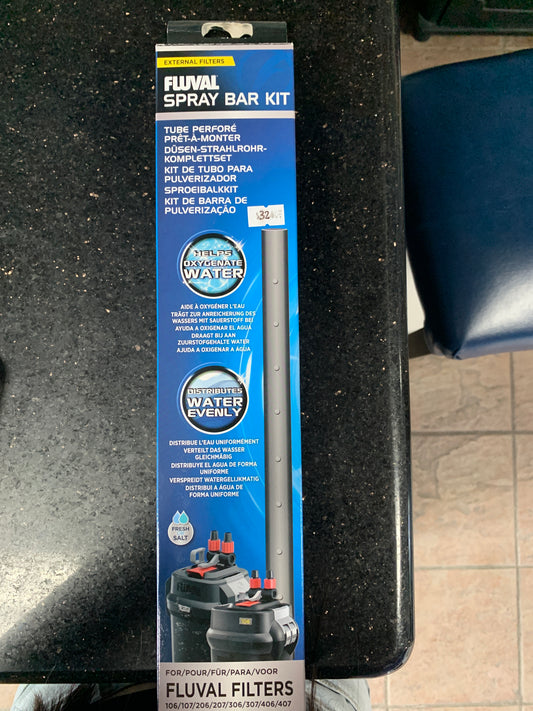 EXTERNAL FILTERS
FLUVAL
SPRAY BAR KIT
TUBE PERFORÉ
PRÊT-À-MONTER
DÜSEN-STRAHLROHR-
KOMPLETTSET
KIT DE TUBO PARA
PULVERIZADOR
SPROEIBALKKIT
KIT DE BARRA DE
PULVERIZAÇÃO
HELPS
OXYGENATE
WATER
AIDE À OXYGÉNER L'EAU
TRÄGT ZUR ANREICHERUNG DES
WASSERS MIT SAUERSTOFF BEI
AYUDA A OXIGENAR EL AGUA
DRAAGT BIJ AAN
ZUURSTOFGEHALTE WATER
AJUDA A OXIGENAR A ÁGUA
DISTRIBUTES
WATER
EVENLY
DISTRIBUE L'EAU UNIFORMÉMENT
VERTEILT DAS WASSER
GLEICHMÄßIG
DISTRIBUYE EL AGUA DE FORMA
UNIFORME
VERSPREIDT WATERGELIJKMATIG
DISTRIBUI A ÁGUA DE
FORMA UNIFORME
FRESH
SALT
FLUVAL
FOR/POUR/FÜR/PARA/VOOR
FLUVAL FILTERS
106/107/206/207/306/307/406/407